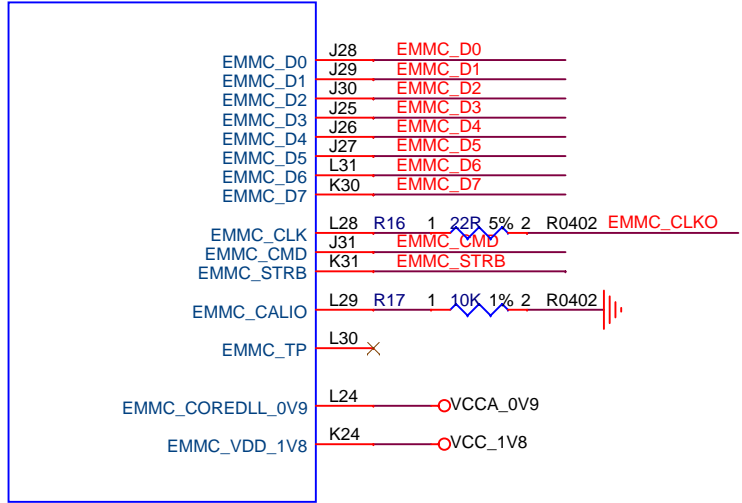 EMMC_D0 J28 EMMC_D0
EMMC_D1 J29 EMMC_D1
EMMC_D2 J30 EMMC_D2
EMMC_D3 J25 EMMC_D3
EMMC_D4 J26 EMMC_D4
EMMC_D5 J27 EMMC_D5
EMMC_D6 L31 EMMC_D6
EMMC_D7 K30 EMMC_D7
EMMC_CLK L28 R16 1 22R 5% 2 R0402 EMMC_CLKO
EMMC_CMD J31 EMMC_CMD
EMMC_STRB K31 EMMC_STRB
EMMC_CALIO L29 R17 1 10K 1% 2 R0402
EMMC_TP L30
EMMC_COREDLL_0V9 L24 VCCA_0V9
EMMC_VDD_1V8 K24 VCC_1V8